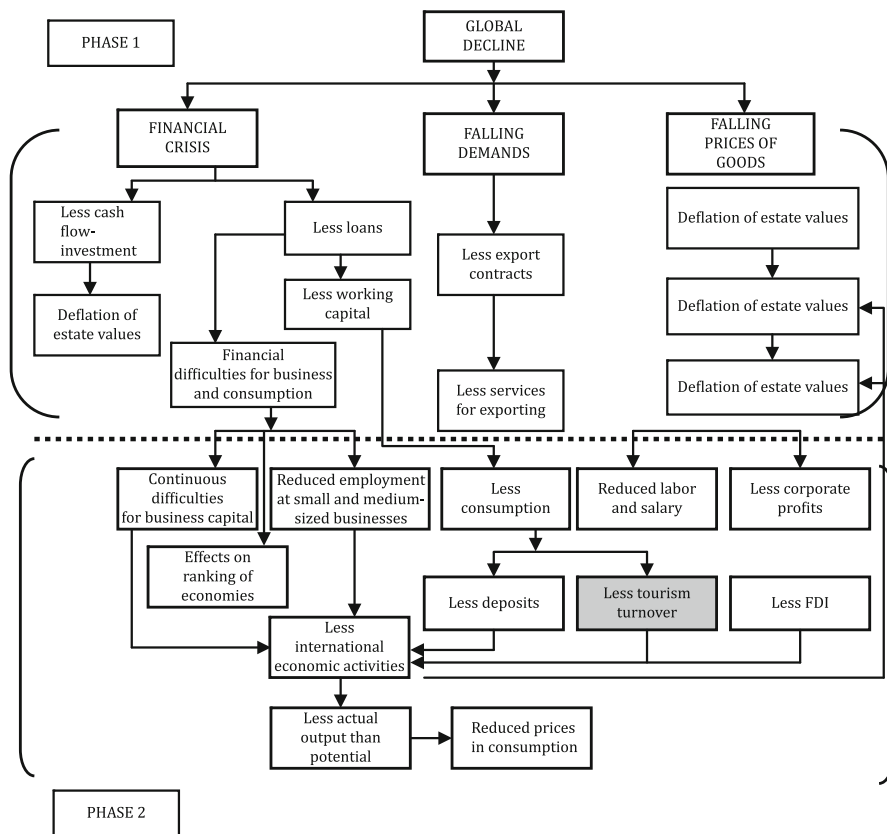 PHASE 1
GLOBAL
DECLINE
FINANCIAL
CRISIS
FALLING
DEMANDS
FALLING
PRICES OF
GOODS
Less cash
flow-
investment
Less loans
Deflation of estate values
Less export
contracts
Deflation of
estate values
Less working
capital
Deflation of estate values
Financial
difficulties for business
and consumption
Less services
for exporting
Deflation of estate values
Continuous
difficulties
for business capital
Reduced employment
at small and medium-
sized businesses
Less
consumption
Reduced labor
and salary
Less corporate
profits
Effects on
ranking of
economies
Less deposits
Less tourism
turnover
Less FDI
Less
international
economic activities
Less actual
output than
potential
Reduced prices
in consumption
PHASE 2